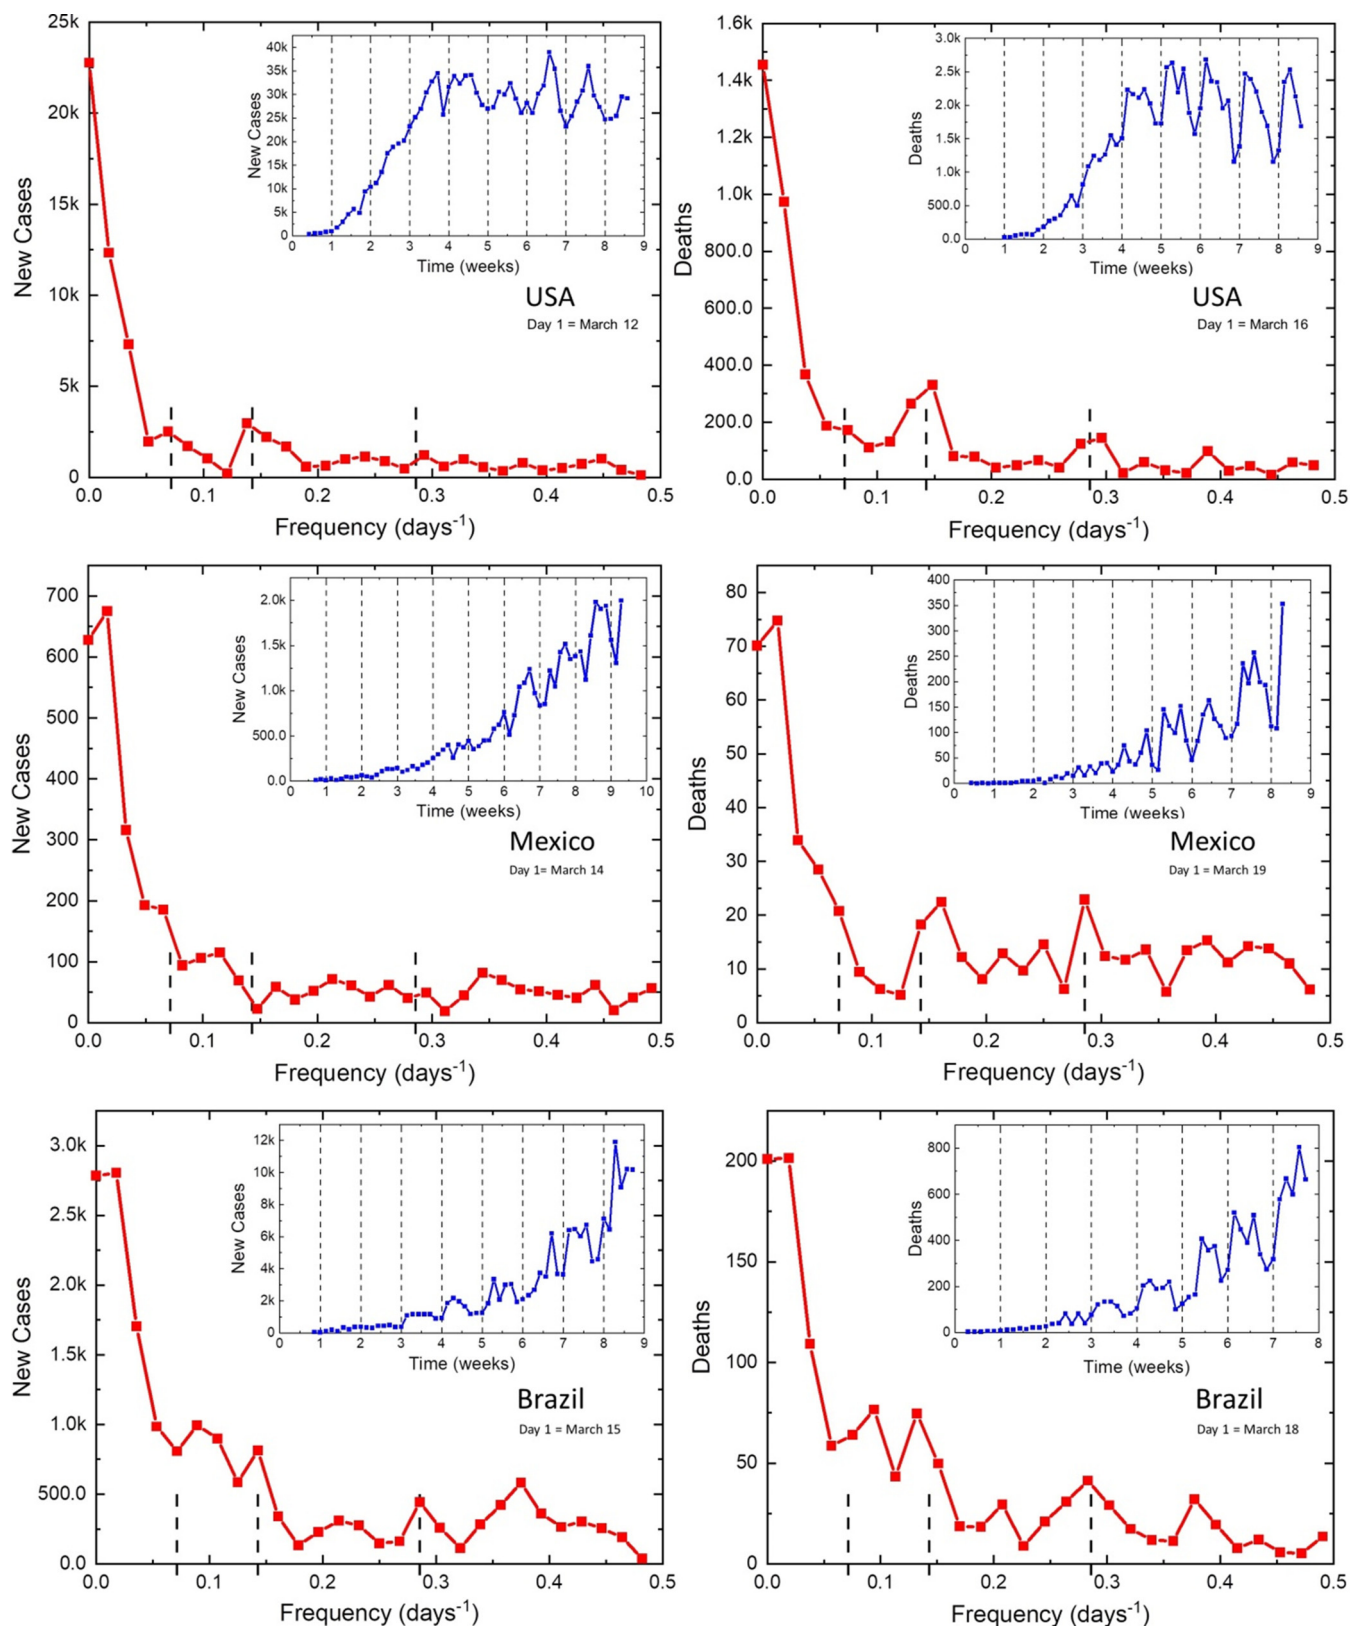 25k
20k
15k
10k
5k
0
New Cases
0.0 0.1 0.2 0.3 0.4 0.5
Frequency (days-1)
40k
35k
30k
25k
20k
15k
10k
5k
0
New Cases
0 1 2 3 4 5 6 7 8 9
Time (weeks)
USA
Day 1 = March 12
1.6k
1.4k
1.2k
1.0k
800.0
600.0
400.0
200.0
0.0
Deaths
0.0 0.1 0.2 0.3 0.4 0.5
Frequency (days-1)
3.0k
2.5k
2.0k
1.5k
1.0k
500.0
0.0
Deaths
0 1 2 3 4 5 6 7 8 9
Time (weeks)
USA
Day 1 = March 16
700
600
500
400
300
200
100
0
New Cases
0.0 0.1 0.2 0.3 0.4 0.5
Frequency (days-1)
2.0k
1.5k
1.0k
500.0
0.0
New Cases
0 1 2 3 4 5 6 7 8 9 10
Time (weeks)
Mexico
Day 1= March 14
80
70
60
50
40
30
20
10
0
Deaths
0.0 0.1 0.2 0.3 0.4 0.5
Frequency (days-1)
400
350
300
250
200
150
100
50
0
Deaths
0 1 2 3 4 5 6 7 8 9
Time (weeks)
Mexico
Day 1 = March 19
3.0k
2.5k
2.0k
1.5k
1.0k
500.0
0.0
New Cases
0.0 0.1 0.2 0.3 0.4 0.5
Frequency (days-1)
12k
10k
8k
6k
4k
2k
0
New Cases
0 1 2 3 4 5 6 7 8 9
Time (weeks)
Brazil
Day 1 = March 15
200
150
100
50
0
Deaths
0.0 0.1 0.2 0.3 0.4 0.5
Frequency (days-1)
800
600
400
200
0
Deaths
0 1 2 3 4 5 6 7 8
Time (weeks)
Brazil
Day 1 = March 18